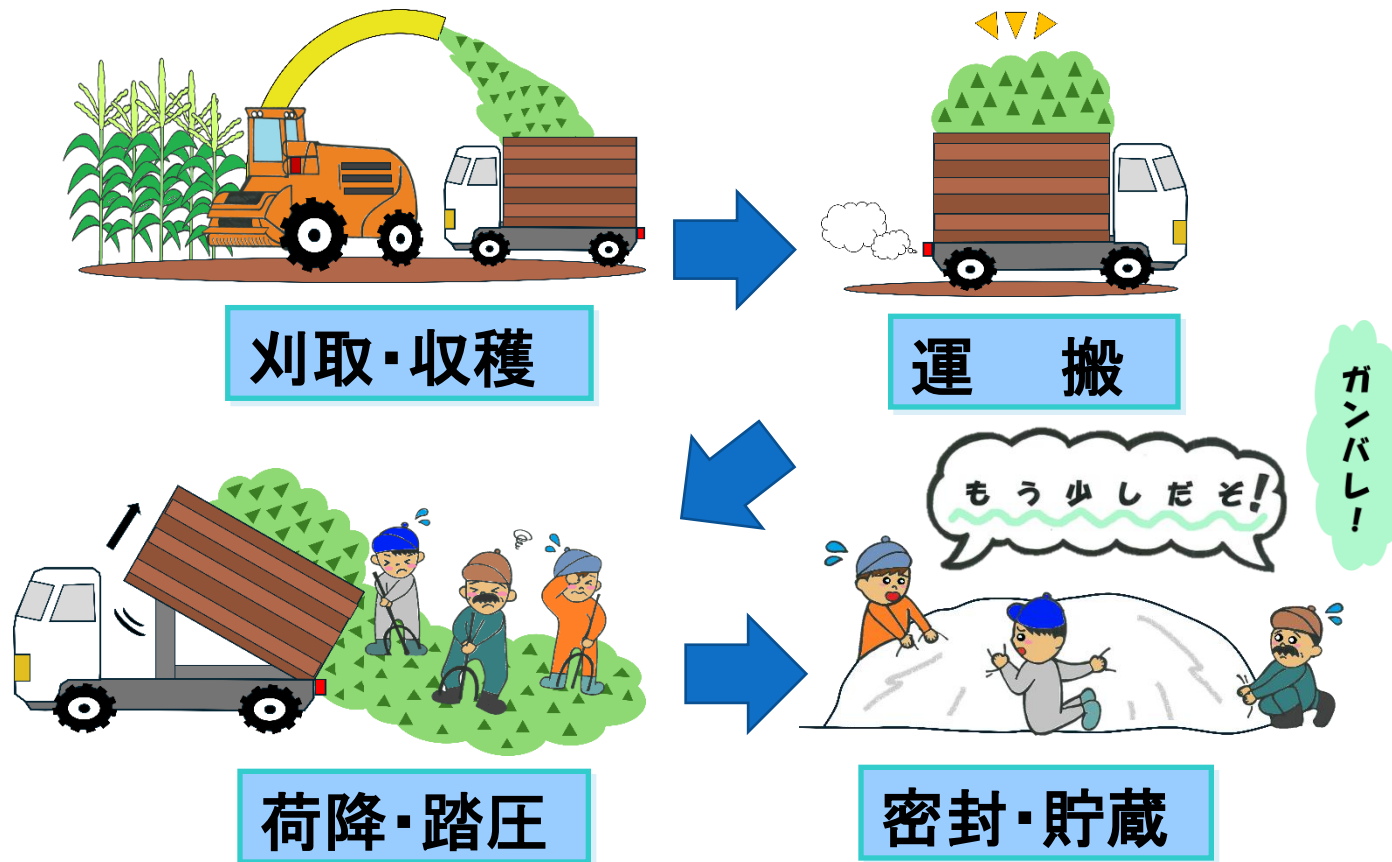 刈取・収穫
運　搬
ガンバレ！
もう少しだぞ！
荷降・踏圧
密封・貯蔵